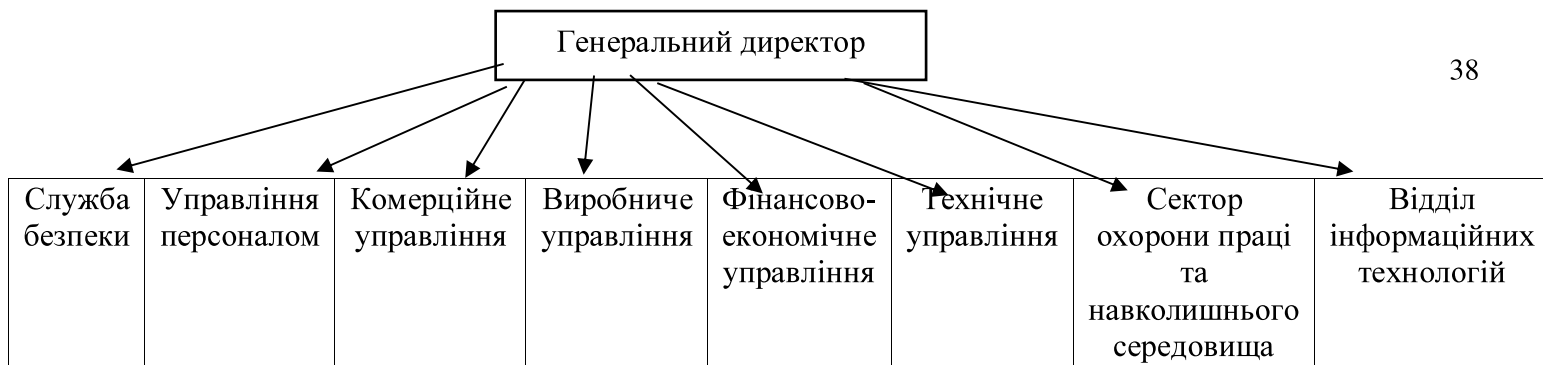 Генеральний директор
38
Служба
безпеки
Управління
персоналом
Комерційне
управління
Виробниче
управління
Фінансово-
економічне
управління
Технічне
управління
Сектор
охорони праці
та
навколишнього
середовища
Відділ
інформаційних
технологій